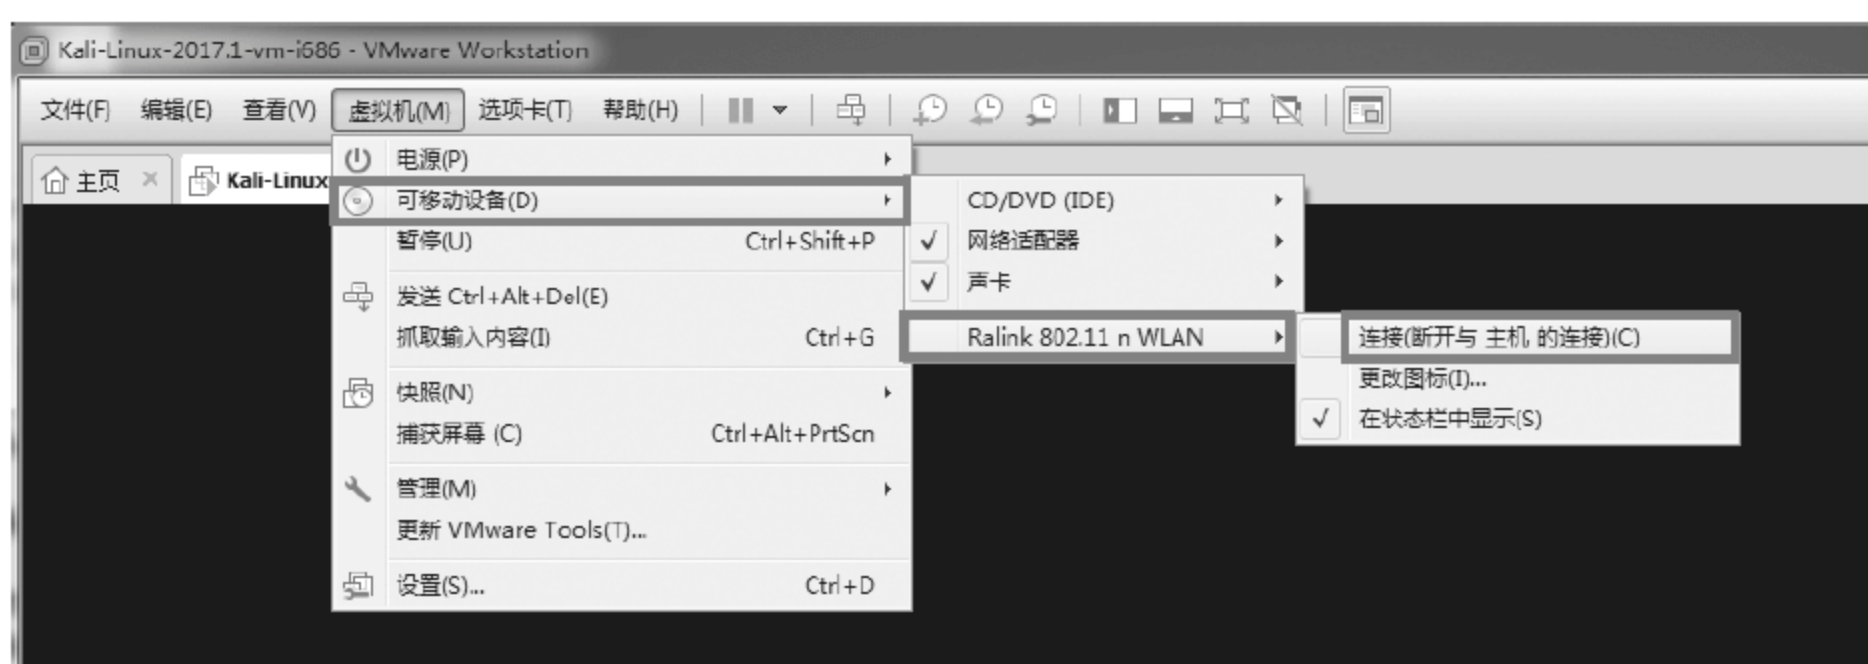 Kali-Linux-2017.1-vm-i686 - VMware Workstation
文件(F) 编辑(E) 查看(V) 虚拟机(M) 选项卡(T) 帮助(H)
主页 Kali-Linux
电源(P)
可移动设备(D)
暂停(U) Ctrl+Shift+P
发送 Ctrl+Alt+Del(E)
抓取输入内容(I) Ctrl+G
快照(N)
捕获屏幕 (C) Ctrl+Alt+PrtScn
管理(M)
更新 VMware Tools(T)...
设置(S)... Ctrl+D
CD/DVD (IDE)
网络适配器
声卡
Ralink 802.11 n WLAN
连接(断开与 主机 的连接)(C)
更改图标(I)...
在状态栏中显示(S)